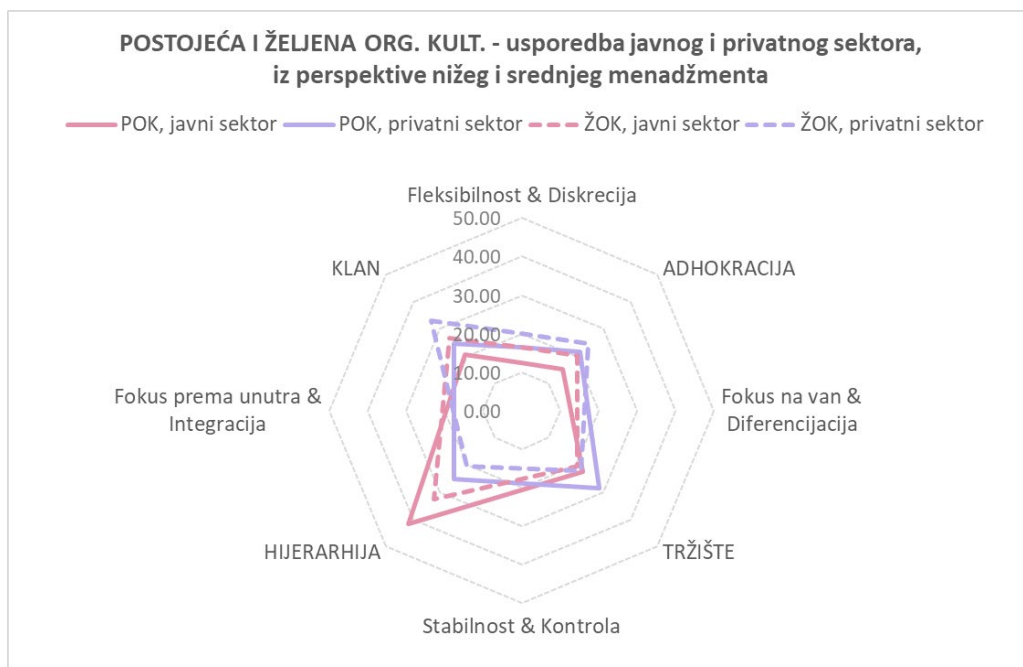 POSTOJEĆA I ŽELJENA ORG. KULT. - usporedba javnog i privatnog sektora,
iz perspektive nižeg i srednjeg menadžmenta
POK, javni sektor POK, privatni sektor ŽOK, javni sektor ŽOK, privatni sektor
Fleksibilnost & Diskrecija
50.00
KLAN
ADHOKRACIJA
40.00
30.00
20.00
10.00
0.00
Fokus prema unutra &
Integracija
Fokus na van &
Diferencijacija
HIJERARHIJA
TRŽIŠTE
Stabilnost & Kontrola